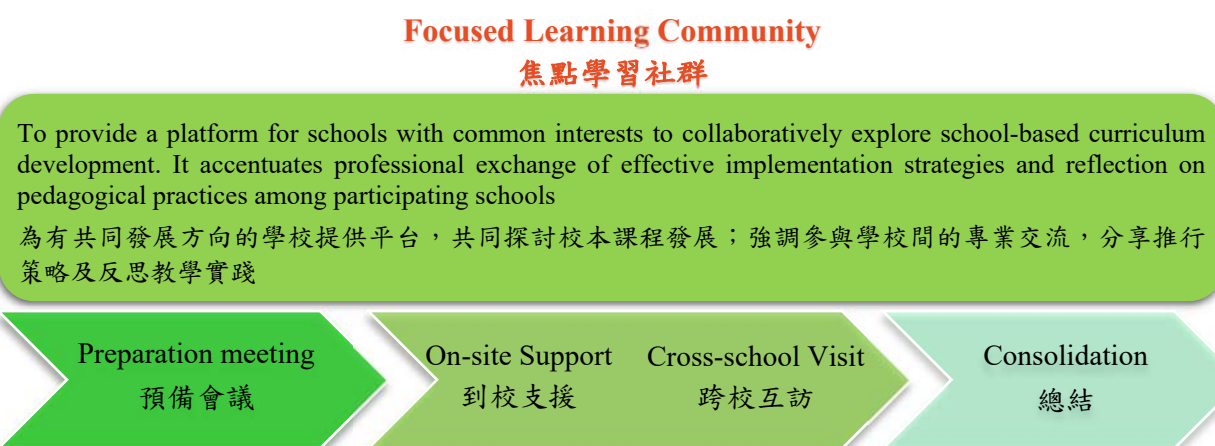 Focused Learning Community
焦點學習社群
To provide a platform for schools with common interests to collaboratively explore school-based curriculum
development. It accentuates professional exchange of effective implementation strategies and reflection on
pedagogical practices among participating schools
為有共同發展方向的學校提供平台，共同探討校本課程發展；強調參與學校間的專業交流，分享推行
策略及反思教學實踐
Preparation meeting
預備會議
On-site Support
到校支援
Cross-school Visit
跨校互訪
Consolidation
總結